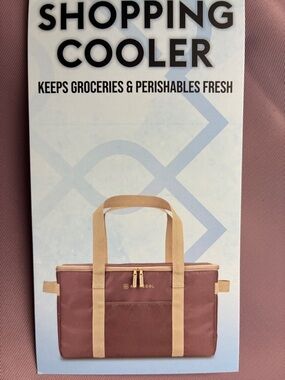 SHOPPING
COOLER
KEEPS GROCERIES & PERISHABLES FRESH